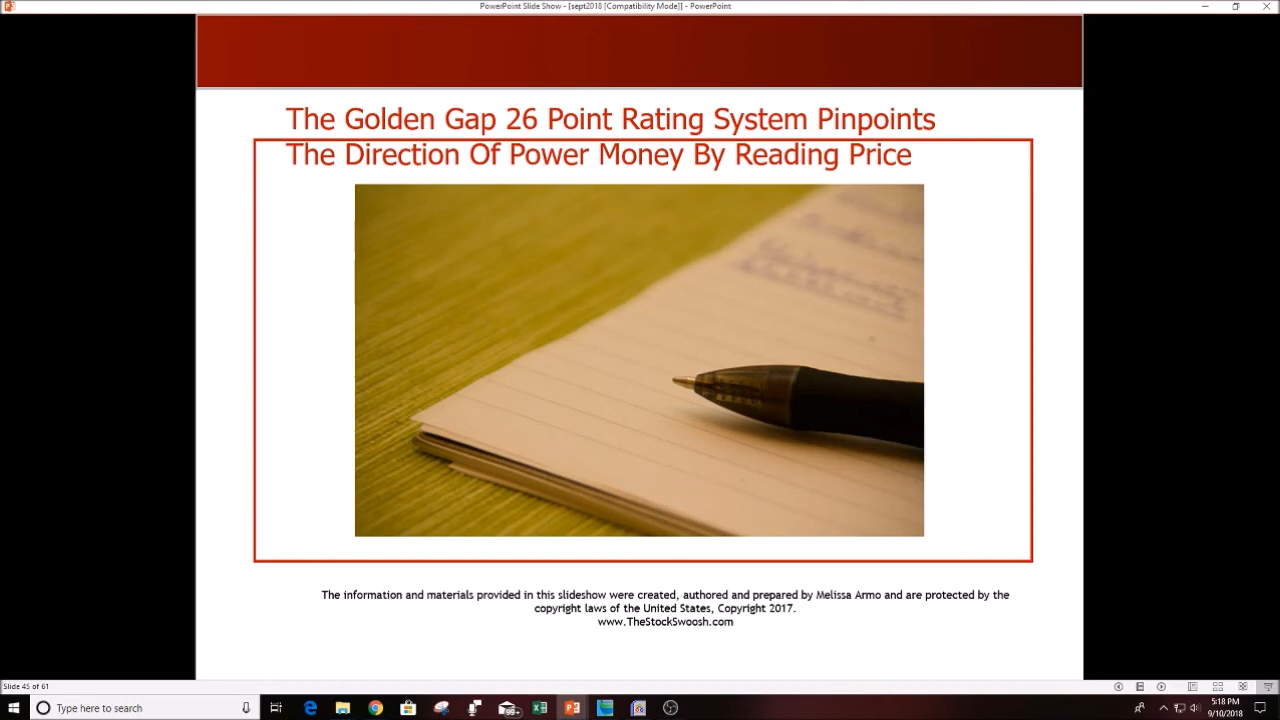 PowerPoint Slide Show - [sept2018 [Compatibility Mode]] - PowerPoint
The Golden Gap 26 Point Rating System Pinpoints
The Direction Of Power Money By Reading Price
The information and materials provided in this slideshow were created, authored and prepared by Melissa Armo and are protected by the
copyright laws of the United States, Copyright 2017.
www.TheStockSwoosh.com
Slide 45 of 61
Type here to search
99+
5:18 PM
9/10/2018